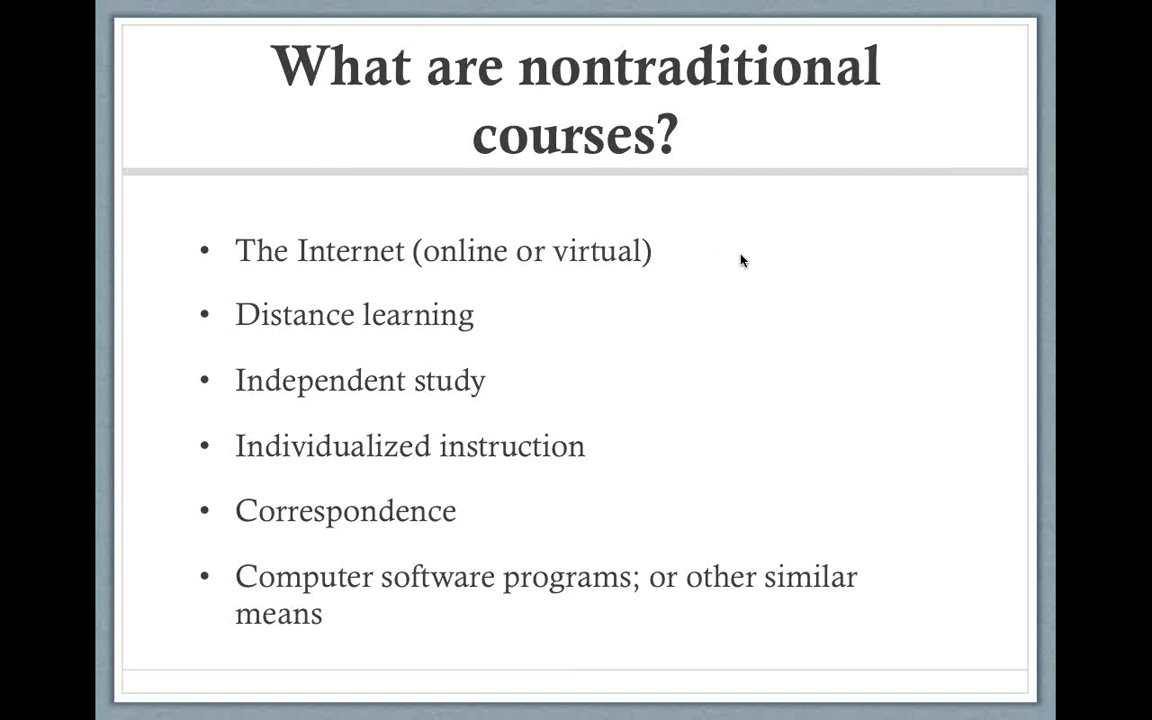 What are nontraditional
courses?
• The Internet (online or virtual)
• Distance learning
• Independent study
• Individualized instruction
• Correspondence
• Computer software programs; or other similar
means